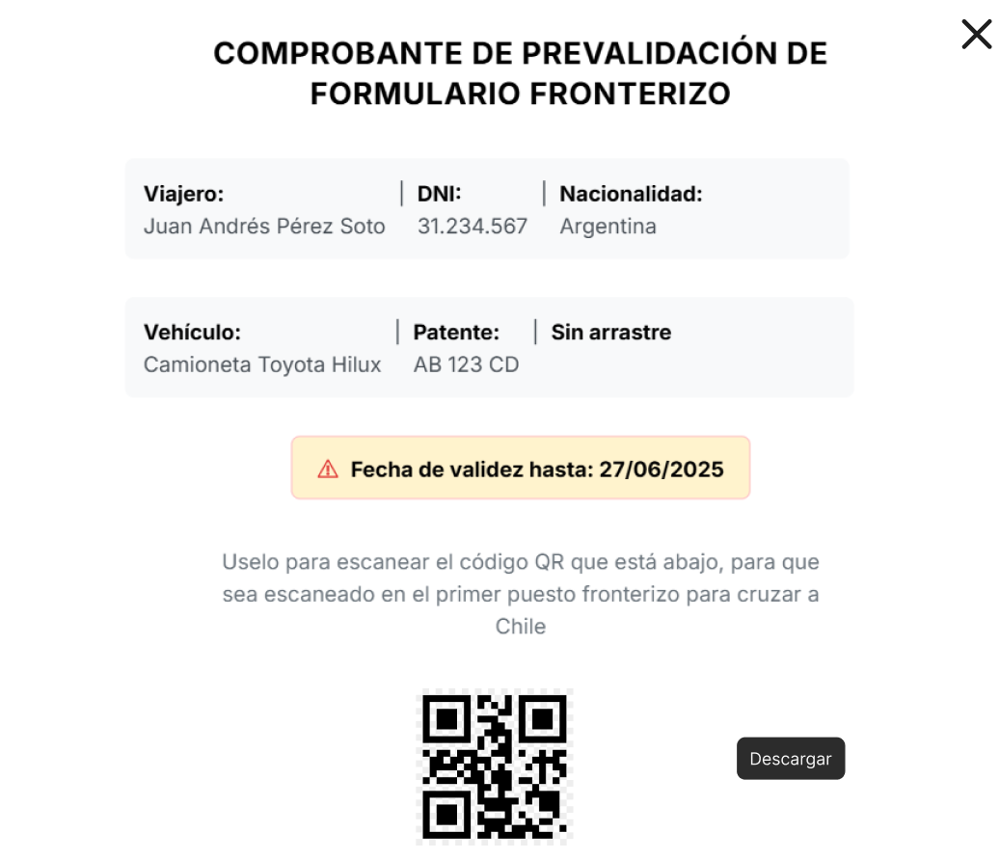 COMPROBANTE DE PREVALIDACIÓN DE
FORMULARIO FRONTERIZO
Viajero: | DNI: | Nacionalidad:
Juan Andrés Pérez Soto 31.234.567 Argentina
Vehículo: | Patente: | Sin arrastre
Camioneta Toyota Hilux AB 123 CD
Fecha de validez hasta: 27/06/2025
Uselo para escanear el código QR que está abajo, para que
sea escaneado en el primer puesto fronterizo para cruzar a
Chile
Descargar